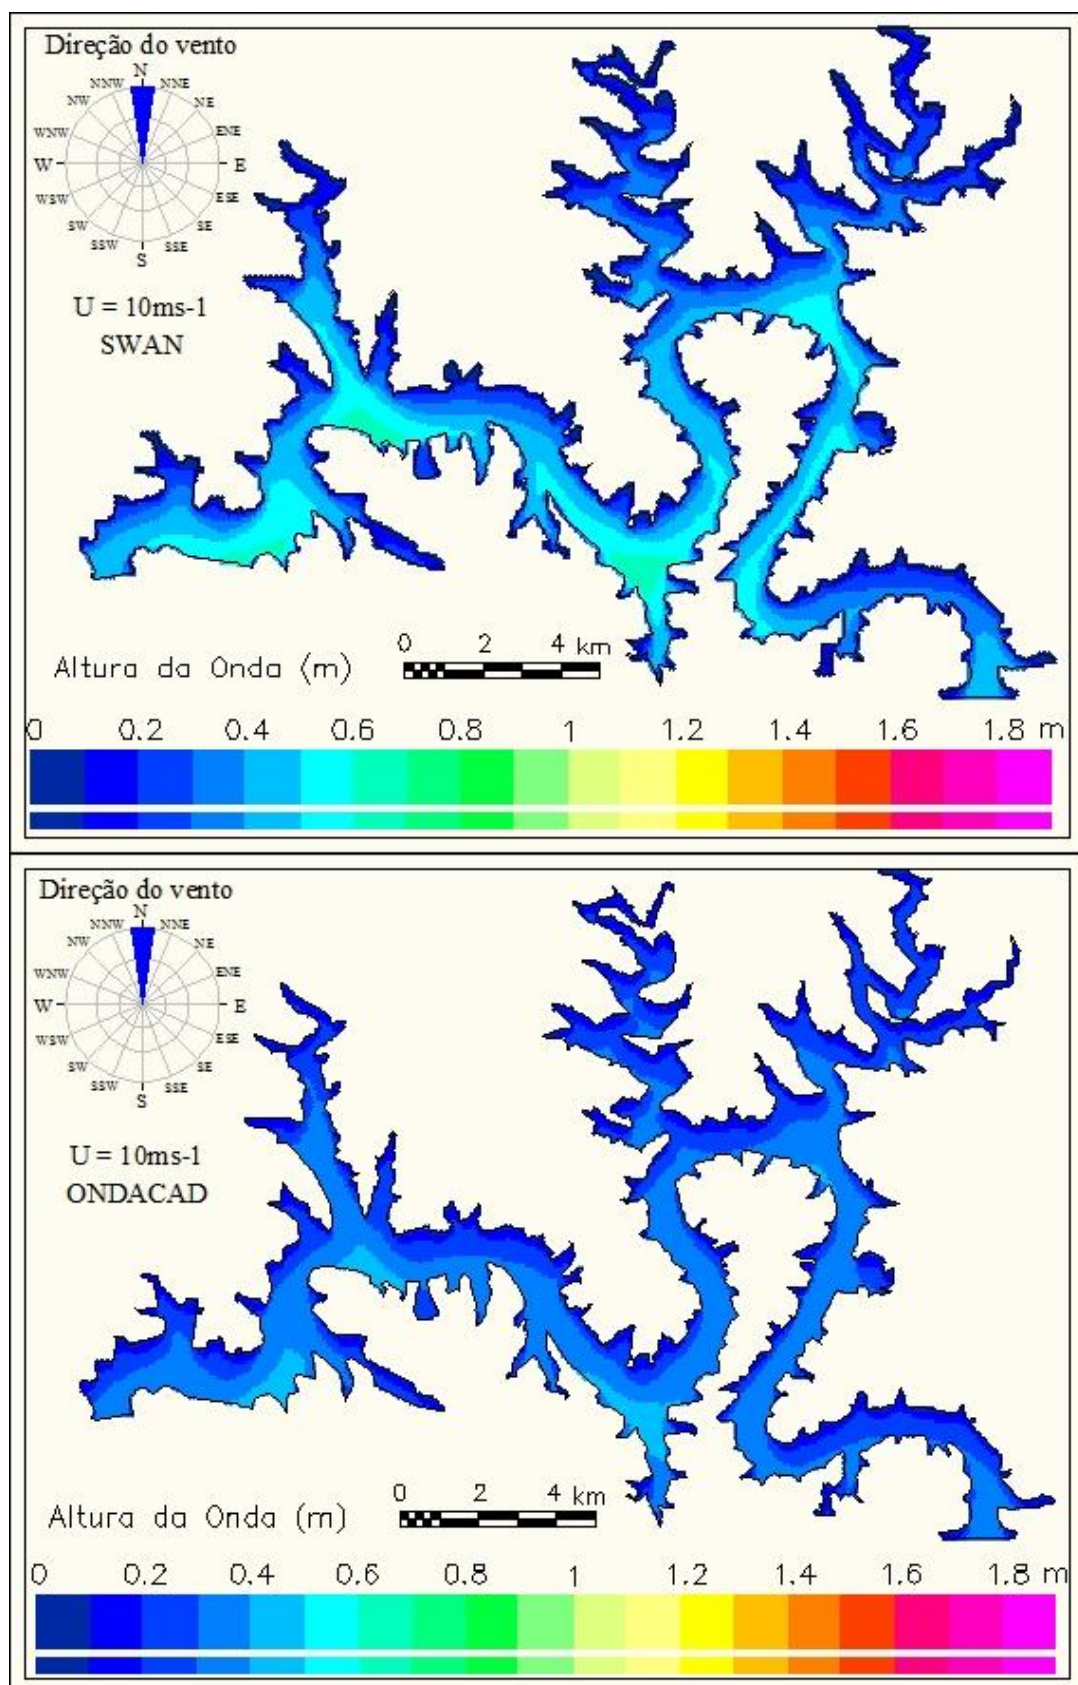 Direção do vento
N
NNW NNE
NW NE
WNW ENE
W E
WSW ESE
SW SE
SSW SSE
S
U = 10ms-1
SWAN
0 2 4 km
Altura da Onda (m)
0 0.2 0.4 0.6 0.8 1 1.2 1.4 1.6 1.8 m
Direção do vento
N
NNW NNE
NW NE
WNW ENE
W E
WSW ESE
SW SE
SSW SSE
S
U = 10ms-1
ONDACAD
0 2 4 km
Altura da Onda (m)
0 0.2 0.4 0.6 0.8 1 1.2 1.4 1.6 1.8 m